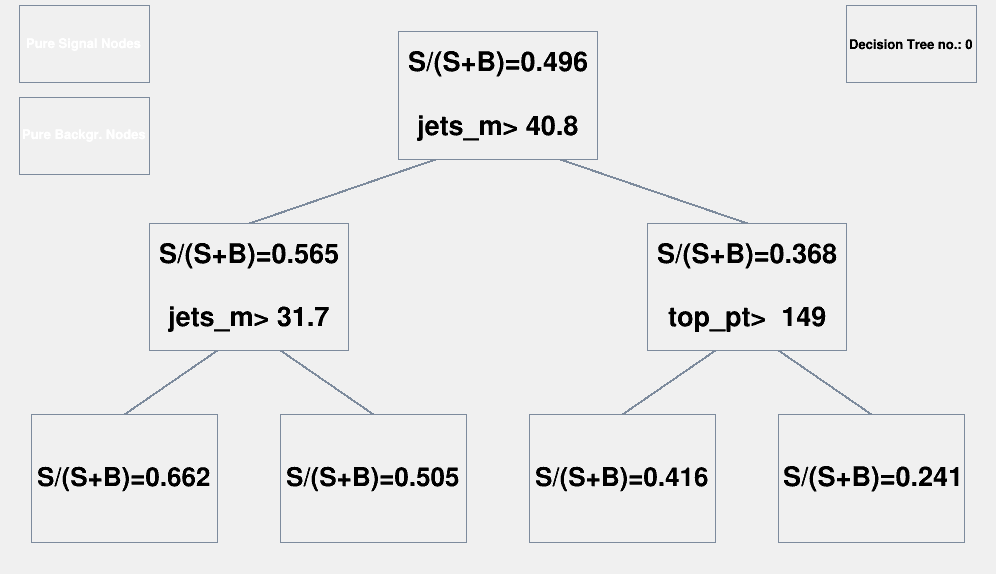 Pure Signal Nodes
Pure Backgr. Nodes
Decision Tree no.: 0
S/(S+B)=0.496
jets_m> 40.8
S/(S+B)=0.565
jets_m> 31.7
S/(S+B)=0.368
top_pt> 149
S/(S+B)=0.662
S/(S+B)=0.505
S/(S+B)=0.416
S/(S+B)=0.241